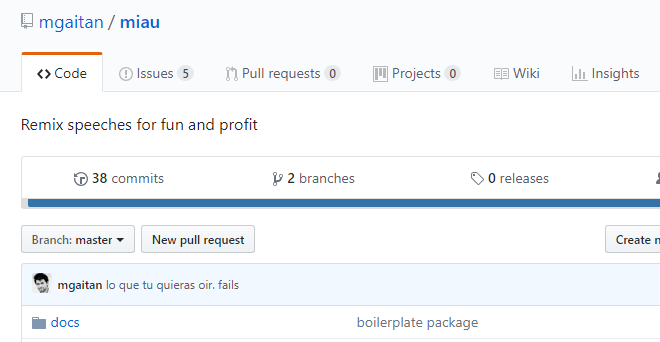 mgaitan / miau
Code Issues 5 Pull requests 0 Projects 0 Wiki Insights
Remix speeches for fun and profit
38 commits 2 branches 0 releases
Branch: master New pull request Create
mgaitan lo que tu quieras oir. fails
docs boilerplate package